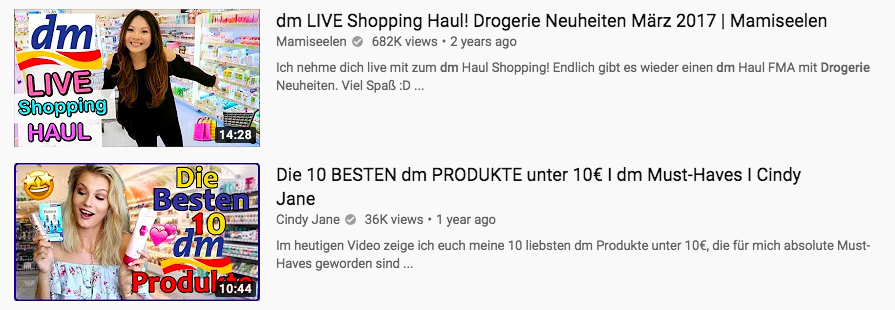 dm
LIVE
Shopping
HAUL
14:28
dm LIVE Shopping Haul! Drogerie Neuheiten März 2017 | Mamiseelen
Mamiseelen 682K views • 2 years ago
Ich nehme dich live mit zum dm Haul Shopping! Endlich gibt es wieder einen dm Haul FMA mit Drogerie
Neuheiten. Viel Spaß :D ...
Die
Besten
10
dm
Produkte
10:44
Die 10 BESTEN dm PRODUKTE unter 10€ I dm Must-Haves I Cindy
Jane
Cindy Jane 36K views • 1 year ago
Im heutigen Video zeige ich euch meine 10 liebsten dm Produkte unter 10€, die für mich absolute Must-
Haves geworden sind ...